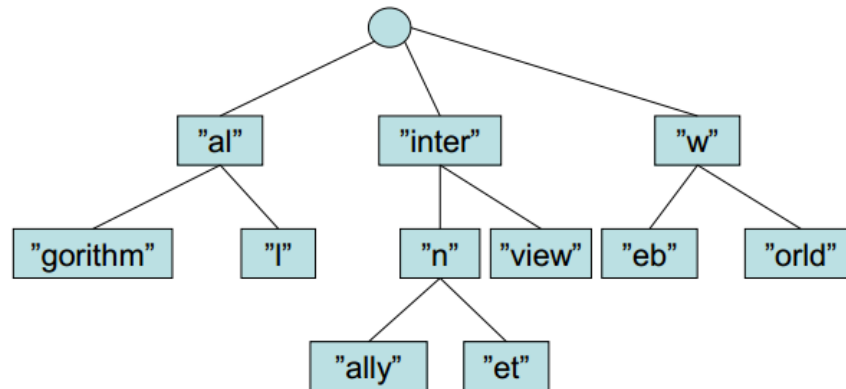 ”al” ”inter” ”w”
”gorithm” ”l” ”n” ”view” ”eb” ”orld”
”ally” ”et”